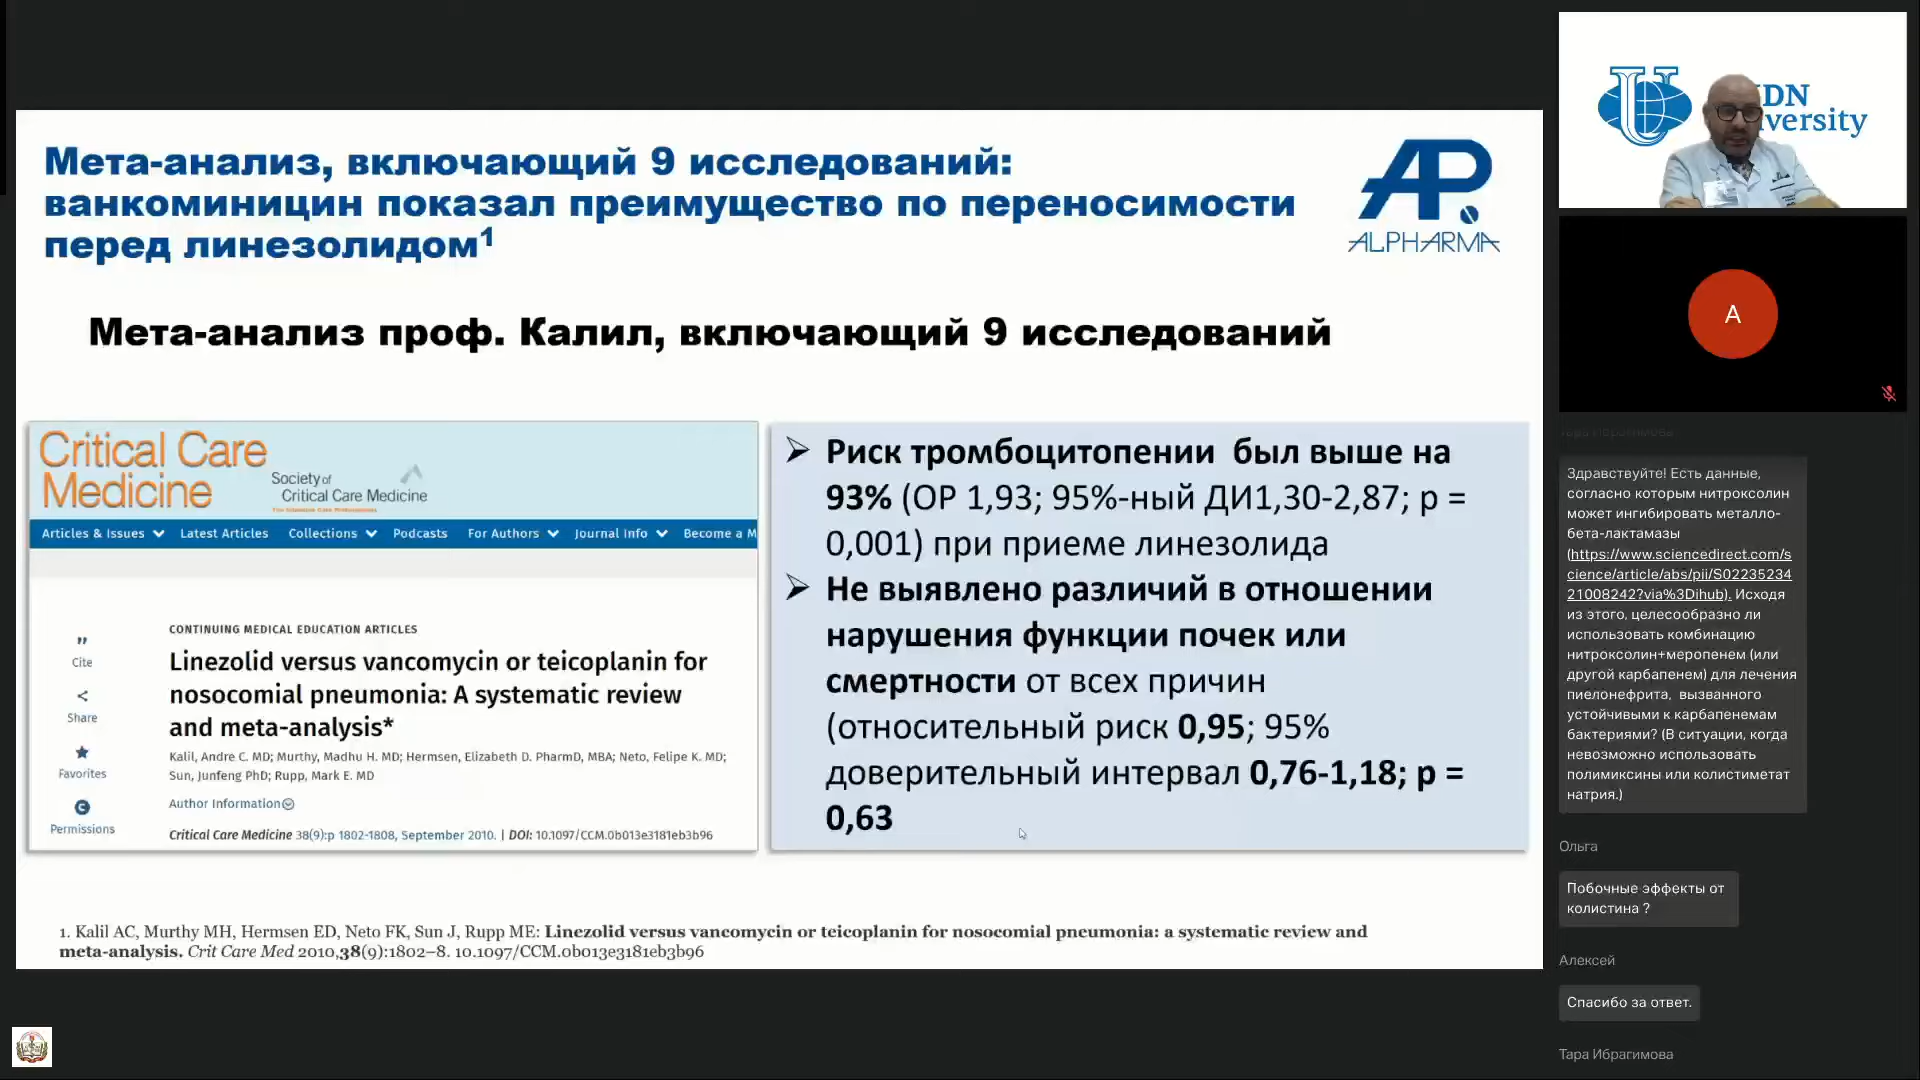 Мета-анализ, включающий 9 исследований:
ванкоминицин показал преимущество по переносимости
перед линезолидом¹
AP
ALPHARMA
Мета-анализ проф. Калил, включающий 9 исследований
Critical Care
Medicine
Society of
Critical Care Medicine
The Intensive Care Professionals
Articles & Issues
Latest Articles
Collections
Podcasts
For Authors
Journal Info
Become a M
Cite
Share
Favorites
Permissions
CONTINUING MEDICAL EDUCATION ARTICLES
Linezolid versus vancomycin or teicoplanin for
nosocomial pneumonia: A systematic review
and meta-analysis*
Kalil, Andre C. MD; Murthy, Madhu H. MD; Hermsen, Elizabeth D. PharmD, MBA; Neto, Felipe K. MD;
Sun, Junfeng PhD; Rupp, Mark E. MD
Author Information
Critical Care Medicine 38(9):p 1802-1808, September 2010. | DOI: 10.1097/CCM.0b013e3181eb3b96
Риск тромбоцитопении был выше на
93% (ОР 1,93; 95%-ный ДИ1,30-2,87; p =
0,001) при приеме линезолида
Не выявлено различий в отношении
нарушения функции почек или
смертности от всех причин
(относительный риск 0,95; 95%
доверительный интервал 0,76-1,18; p =
0,63
1. Kalil AC, Murthy MH, Hermsen ED, Neto FK, Sun J, Rupp ME: Linezolid versus vancomycin or teicoplanin for nosocomial pneumonia: a systematic review and
meta-analysis. Crit Care Med 2010,38(9):1802–8. 10.1097/CCM.0b013e3181eb3b96
DN
versity
A
Тара Ибрагимова
Здравствуйте! Есть данные,
согласно которым нитроксолин
может ингибировать металло-
бета-лактамазы
(https://www.sciencedirect.com/s
cience/article/abs/pii/S02235234
21008242?via%3Dihub). Исходя
из этого, целесообразно ли
использовать комбинацию
нитроксолин+меропенем (или
другой карбапенем) для лечения
пиелонефрита, вызванного
устойчивыми к карбапенемам
бактериями? (В ситуации, когда
невозможно использовать
полимиксины или колистиметат
натрия.)
Ольга
Побочные эффекты от
колистина ?
Алексей
Спасибо за ответ.
Тара Ибрагимова